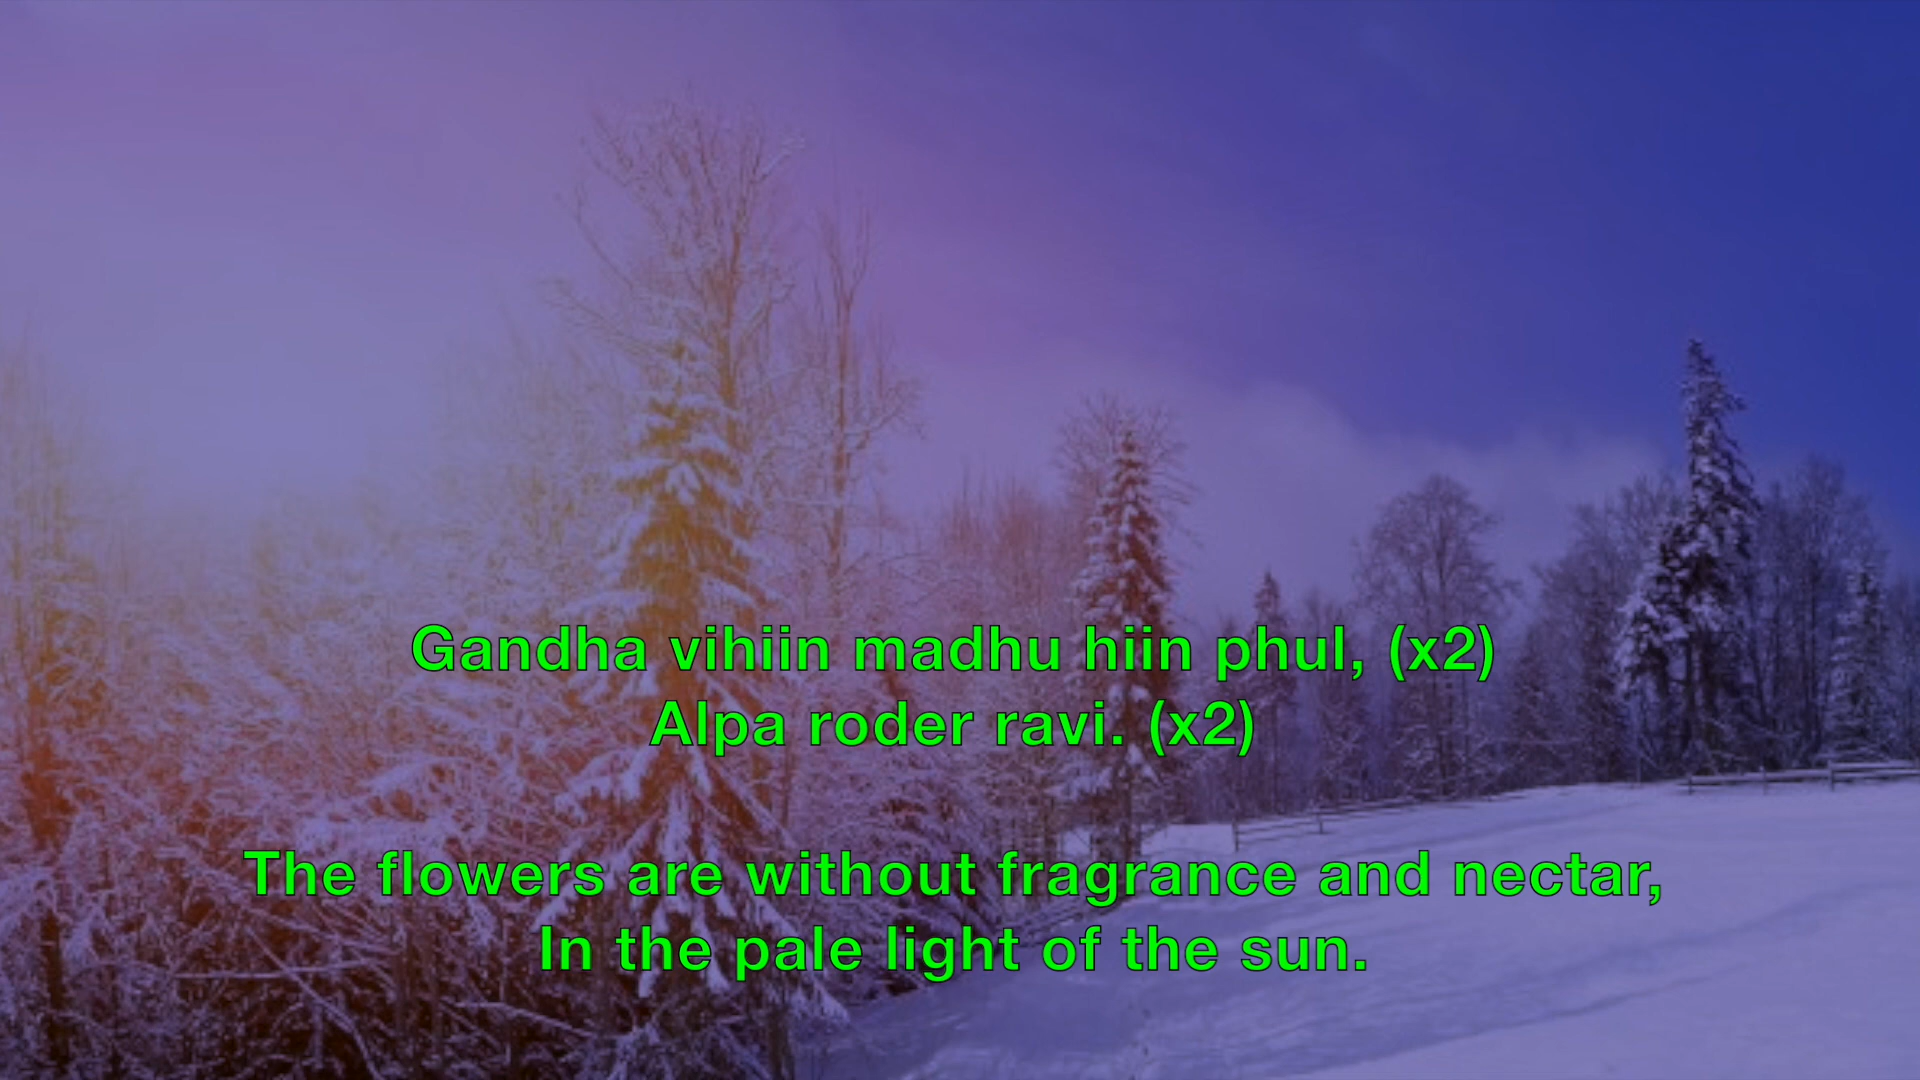 Gandha vihiin madhu hiin phul, (x2)
Alpa roder ravi. (x2)
The flowers are without fragrance and nectar,
In the pale light of the sun.